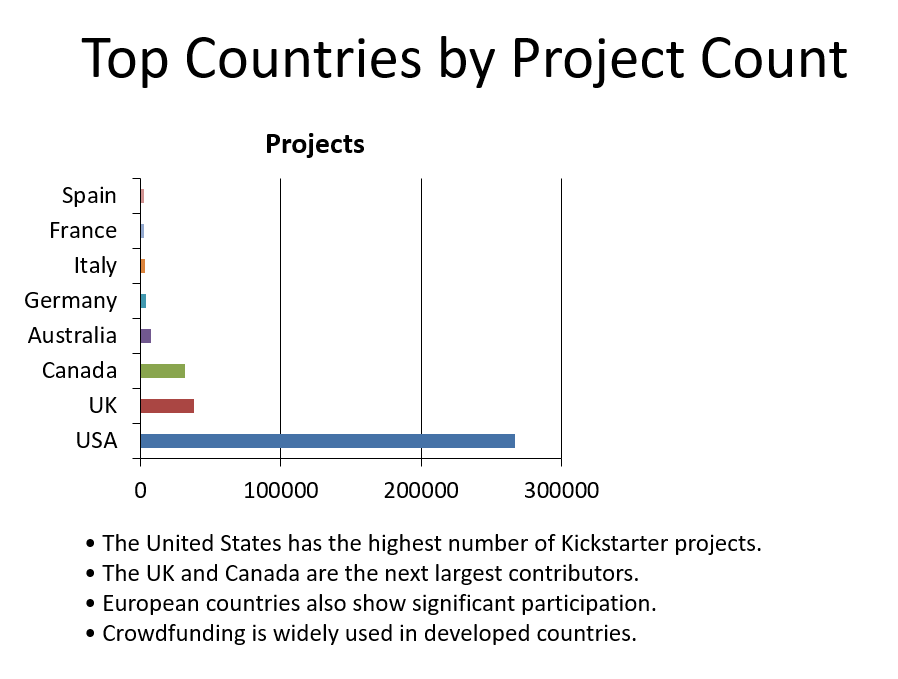 Top Countries by Project Count
Projects
Spain
France
Italy
Germany
Australia
Canada
UK
USA
0 100000 200000 300000
• The United States has the highest number of Kickstarter projects.
• The UK and Canada are the next largest contributors.
• European countries also show significant participation.
• Crowdfunding is widely used in developed countries.